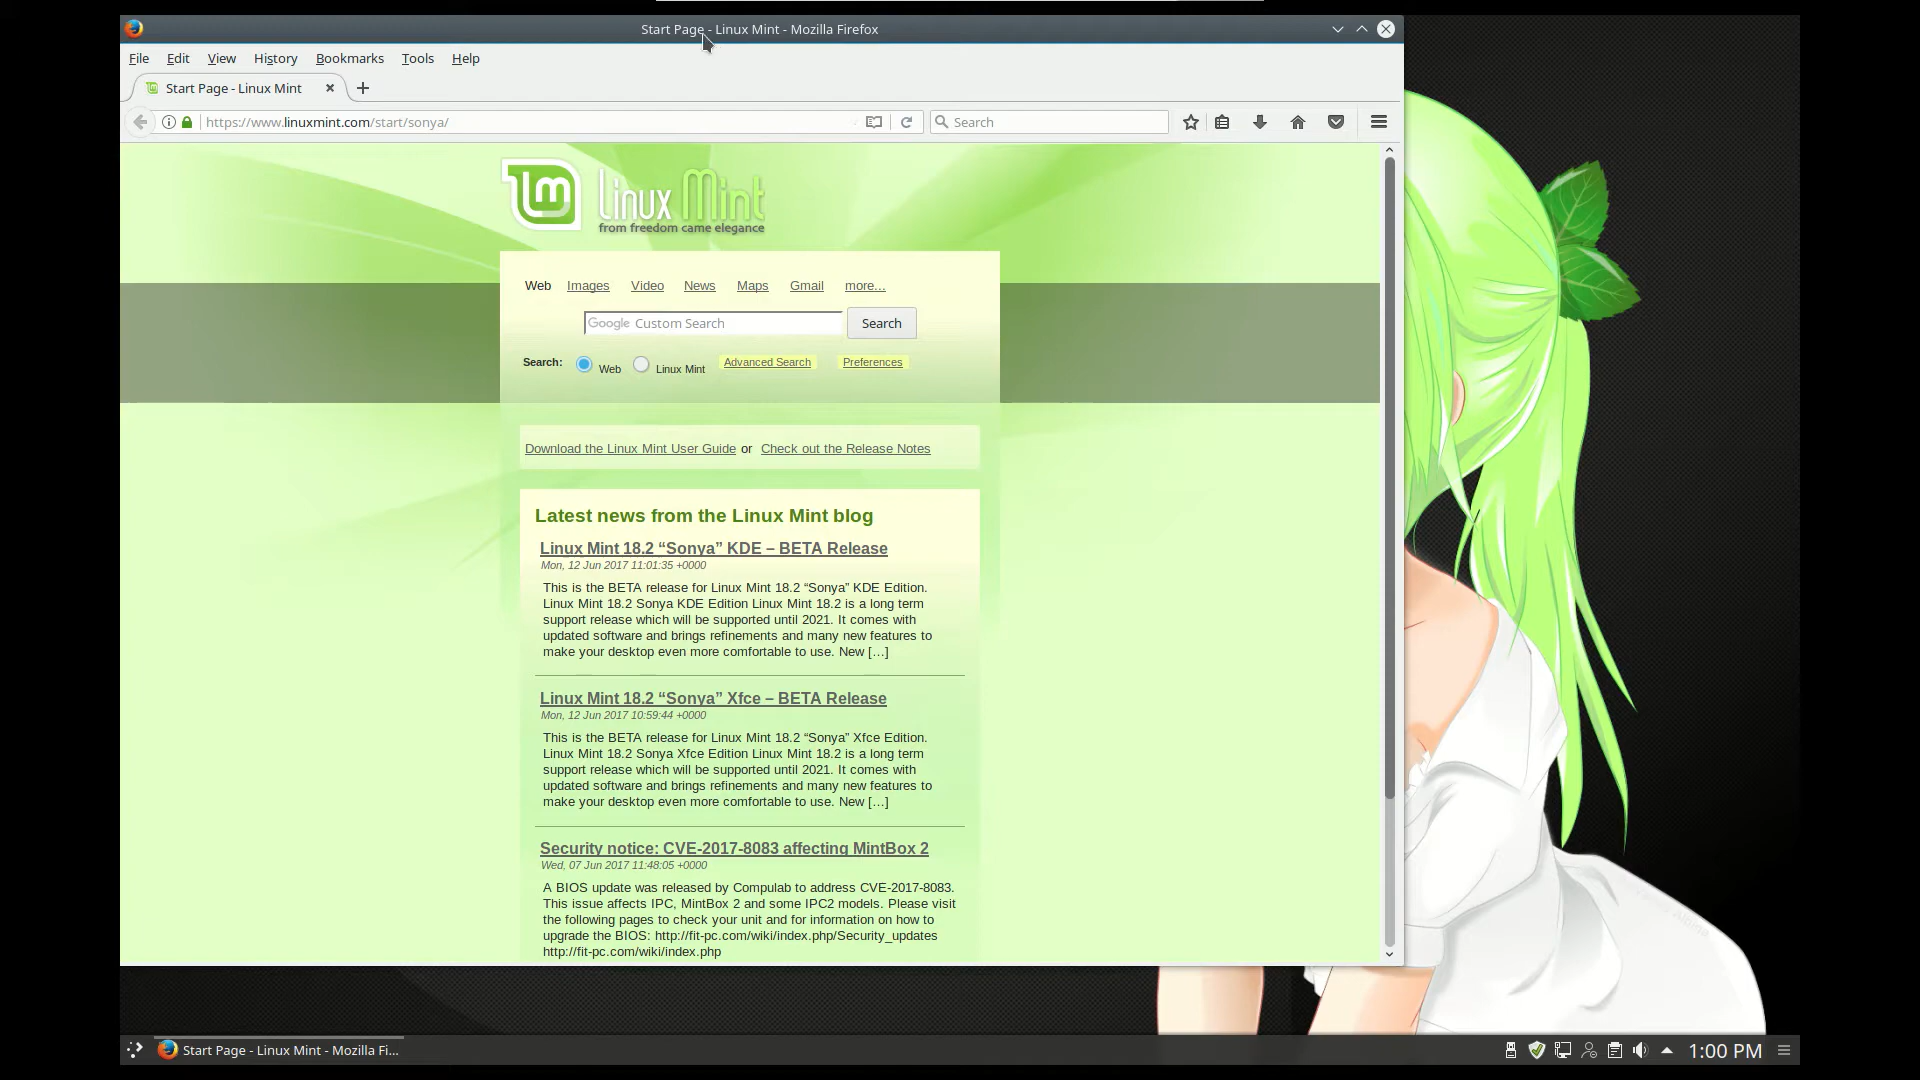 Start Page - Linux Mint - Mozilla Firefox
File Edit View History Bookmarks Tools Help
Start Page - Linux Mint
https://www.linuxmint.com/start/sonya/
Search
Linux Mint
from freedom came elegance
Web Images Video News Maps Gmail more...
Google Custom Search
Search
Search: Web Linux Mint Advanced Search Preferences
Download the Linux Mint User Guide or Check out the Release Notes
Latest news from the Linux Mint blog
Linux Mint 18.2 “Sonya” KDE – BETA Release
Mon, 12 Jun 2017 11:01:35 +0000
This is the BETA release for Linux Mint 18.2 “Sonya” KDE Edition.
Linux Mint 18.2 Sonya KDE Edition Linux Mint 18.2 is a long term
support release which will be supported until 2021. It comes with
updated software and brings refinements and many new features to
make your desktop even more comfortable to use. New […]
Linux Mint 18.2 “Sonya” Xfce – BETA Release
Mon, 12 Jun 2017 10:59:44 +0000
This is the BETA release for Linux Mint 18.2 “Sonya” Xfce Edition.
Linux Mint 18.2 Sonya Xfce Edition Linux Mint 18.2 is a long term
support release which will be supported until 2021. It comes with
updated software and brings refinements and many new features to
make your desktop even more comfortable to use. New […]
Security notice: CVE-2017-8083 affecting MintBox 2
Wed, 07 Jun 2017 11:48:05 +0000
A BIOS update was released by Compulab to address CVE-2017-8083.
This issue affects IPC, MintBox 2 and some IPC2 models. Please visit
the following pages to check your unit and for information on how to
upgrade the BIOS: http://fit-pc.com/wiki/index.php/Security_updates
http://fit-pc.com/wiki/index.php
Start Page - Linux Mint - Mozilla Fi...
1:00 PM